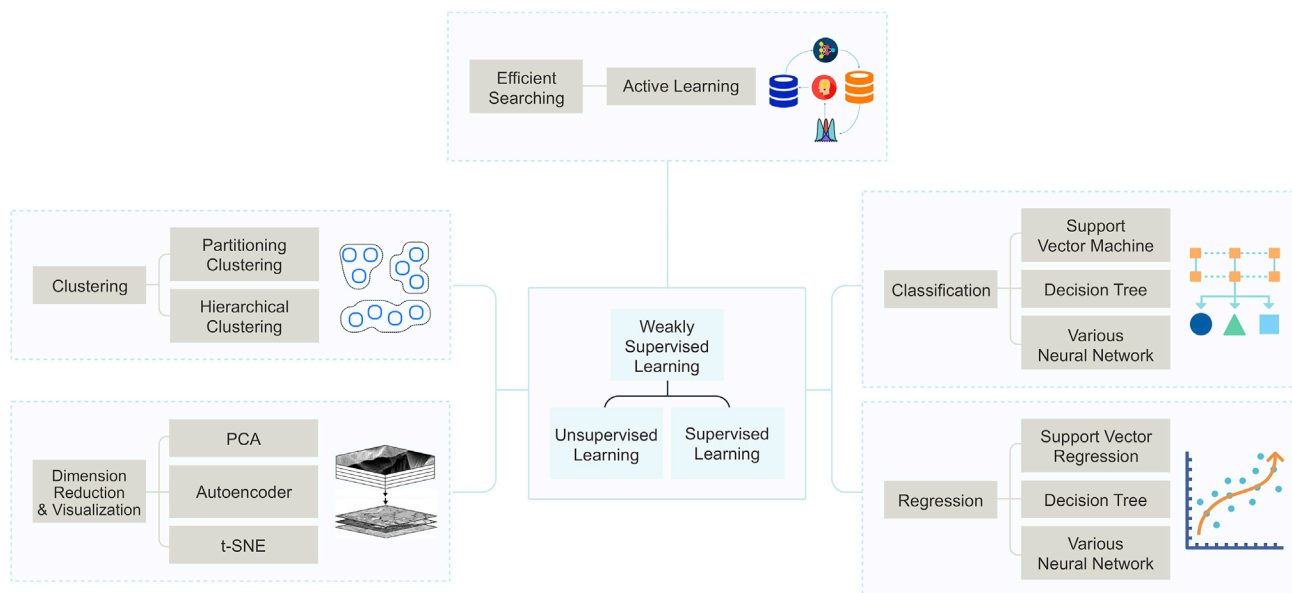 Efficient
Searching
Active Learning
Clustering
Partitioning
Clustering
Hierarchical
Clustering
Dimension
Reduction
& Visualization
PCA
Autoencoder
t-SNE
Weakly
Supervised
Learning
Unsupervised
Learning
Supervised
Learning
Classification
Support
Vector Machine
Decision Tree
Various
Neural Network
Regression
Support Vector
Regression
Decision Tree
Various
Neural Network